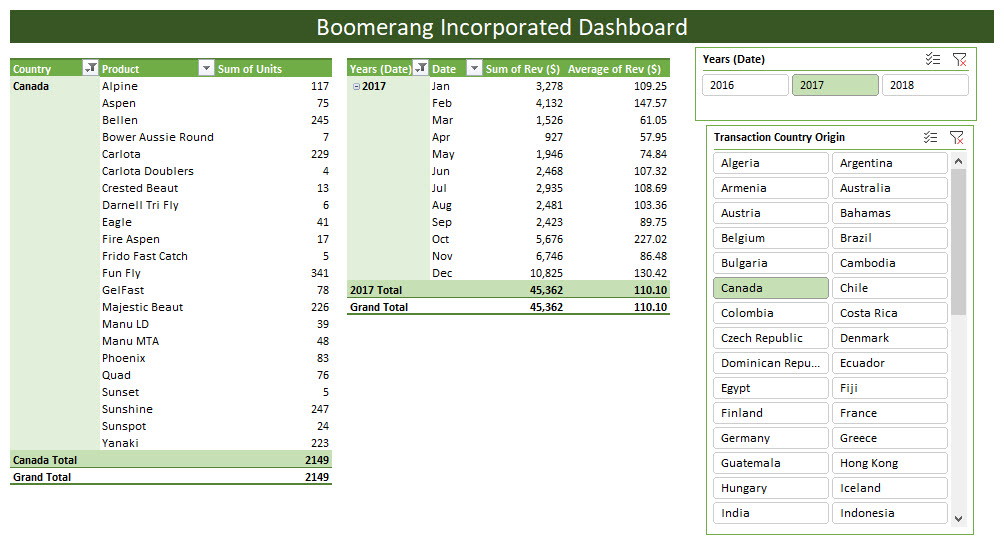 Boomerang Incorporated Dashboard
Country Product Sum of Units
Canada Alpine 117
Aspen 75
Bellen 245
Bower Aussie Round 7
Carlota 229
Carlota Doublers 4
Crested Beaut 13
Darnell Tri Fly 6
Eagle 41
Fire Aspen 17
Frido Fast Catch 5
Fun Fly 341
GelFast 78
Majestic Beaut 226
Manu LD 39
Manu MTA 48
Phoenix 83
Quad 76
Sunset 5
Sunshine 247
Sunspot 24
Yanaki 223
Canada Total 2149
Grand Total 2149
Years (Date) Date Sum of Rev ($) Average of Rev ($)
2017 Jan 3,278 109.25
Feb 4,132 147.57
Mar 1,526 61.05
Apr 927 57.95
May 1,946 74.84
Jun 2,468 107.32
Jul 2,935 108.69
Aug 2,481 103.36
Sep 2,423 89.75
Oct 5,676 227.02
Nov 6,746 86.48
Dec 10,825 130.42
2017 Total 45,362 110.10
Grand Total 45,362 110.10
Years (Date)
2016 2017 2018
Transaction Country Origin
Algeria Argentina
Armenia Australia
Austria Bahamas
Belgium Brazil
Bulgaria Cambodia
Canada Chile
Colombia Costa Rica
Czech Republic Denmark
Dominican Repu... Ecuador
Egypt Fiji
Finland France
Germany Greece
Guatemala Hong Kong
Hungary Iceland
India Indonesia